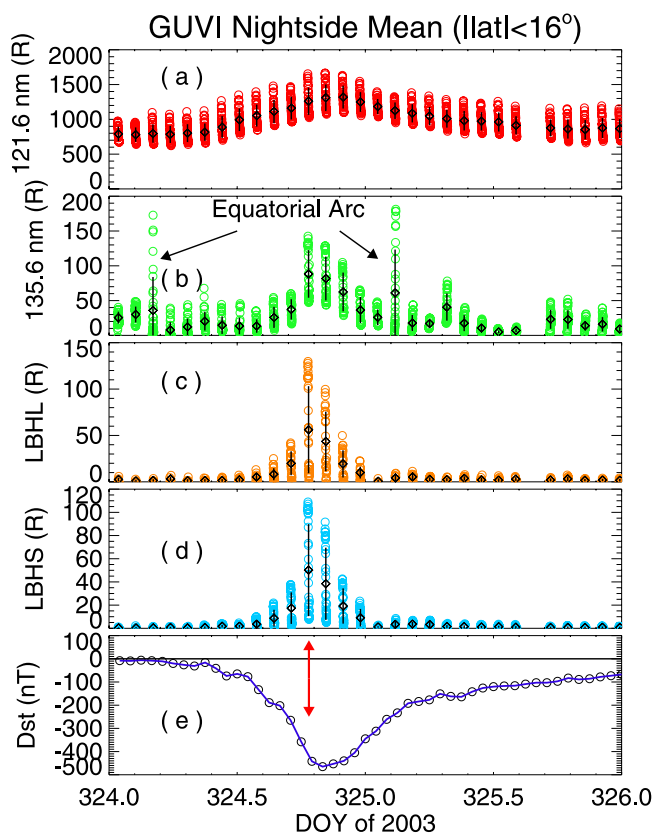 GUVI Nightside Mean (||at|<16°)
121.6 nm (R)
2000
1500
1000
500
0
( a )
135.6 nm (R)
200
150
100
50
0
Equatorial Arc
( b )
LBHL (R)
150
100
50
0
( c )
LBHS (R)
120
100
80
60
40
20
0
( d )
Dst (nT)
100
0
-100
-200
-300
-400
-500
( e )
324.0 324.5 325.0 325.5 326.0
DOY of 2003